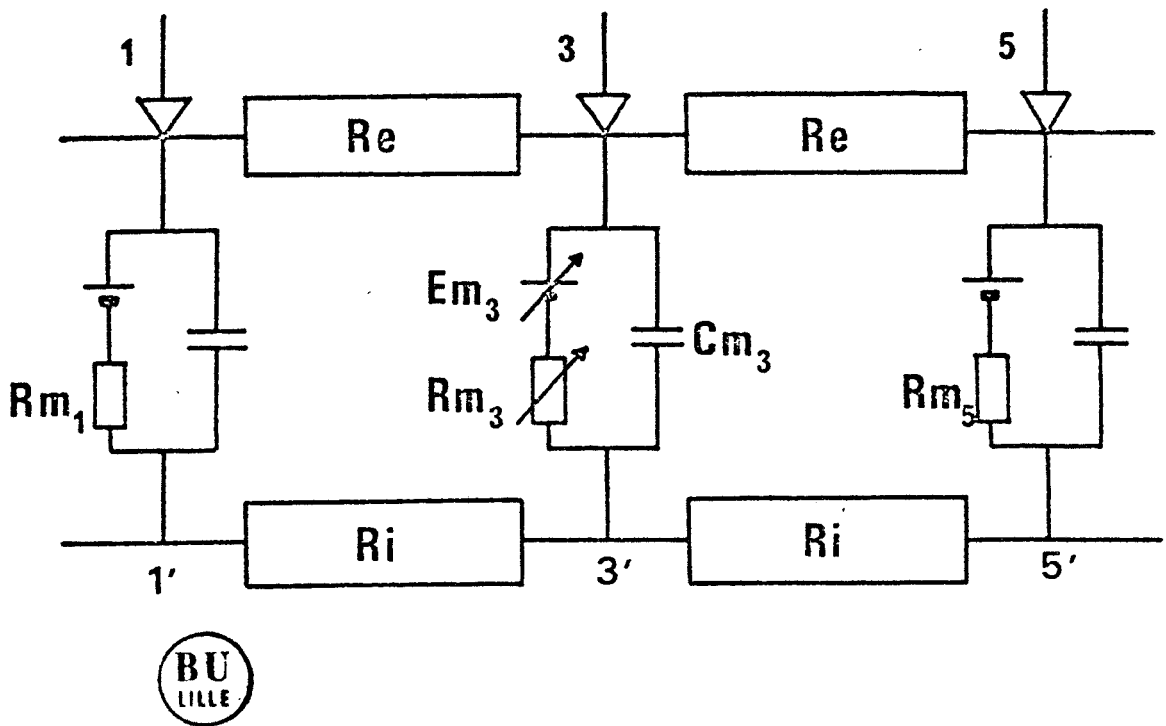 1 3 5
Re Re
Em₃
Cm₃
Rm₁ Rm₃ Rm₅
Ri Ri
1' 3' 5'
BU
LILLE